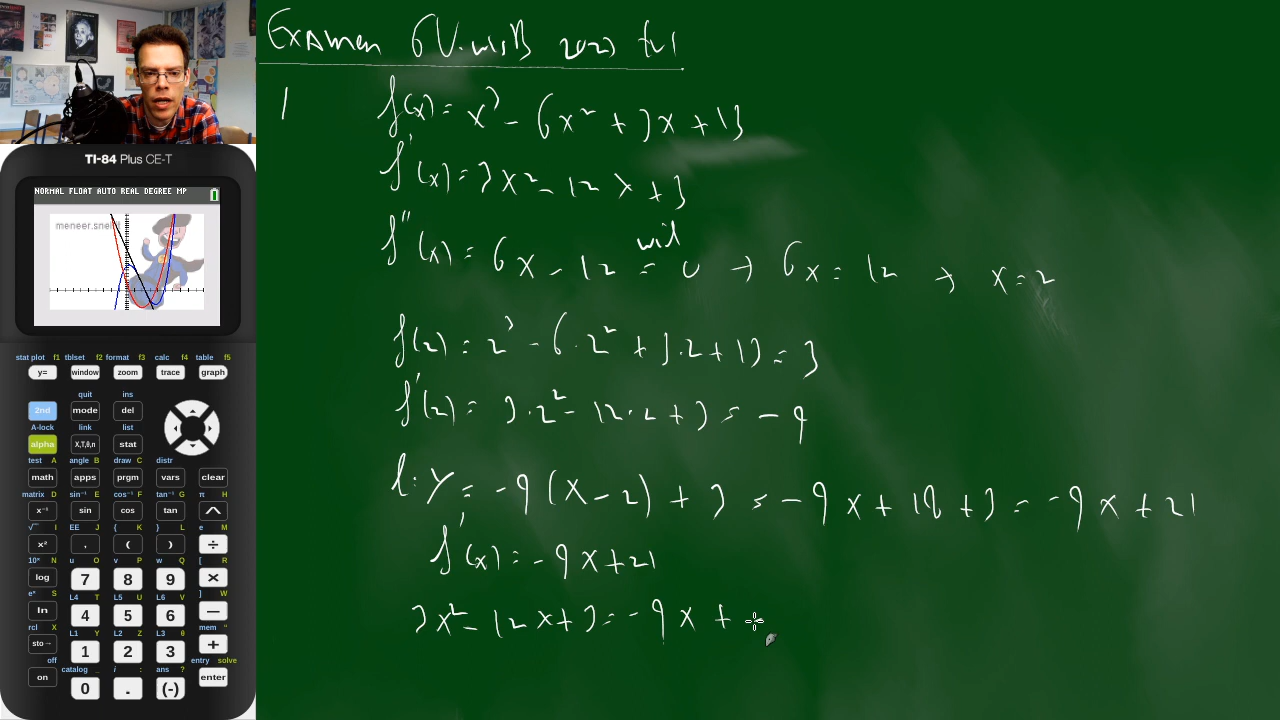 Examen 6V wisB 2023 tv1
1 f(x) = x³ - 6x² + 3x + 13
f'(x) = 3x² - 12x + 3
f''(x) = 6x - 12 = 0 → 6x = 12 → x = 2
wil
f(2) = 2³ - 6·2² + 3·2 + 13 = 3
f'(2) = 3·2² - 12·2 + 3 = -9
l: y = -9(x - 2) + 3 = -9x + 18 + 3 = -9x + 21
f'(x) = -9x + 21
3x² - 12x + 3 = -9x +
TI-84 Plus CE-T
NORMAL FLOAT AUTO REAL DEGREE MP
meneer.snel
stat plot f1 tblset f2 format f3 calc f4 table f5
y= window zoom trace graph
quit ins
2nd mode del
A-lock link list
alpha X,T,θ,n stat
test A angle B draw C distr
math apps prgm vars clear
matrix D sin⁻¹ E cos⁻¹ F tan⁻¹ G π H
x⁻¹ sin cos tan ^
√ I EE J { K } L e M
x² , ( ) ÷
10ˣ N u O v P w Q [ R
log 7 8 9 ×
eˣ S L4 T L5 U L6 V ] W
ln 4 5 6 —
rcl X L1 Y L2 Z L3 θ mem "
sto→ 1 2 3 +
off catalog i : ans ? entry solve
on 0 . (-) enter